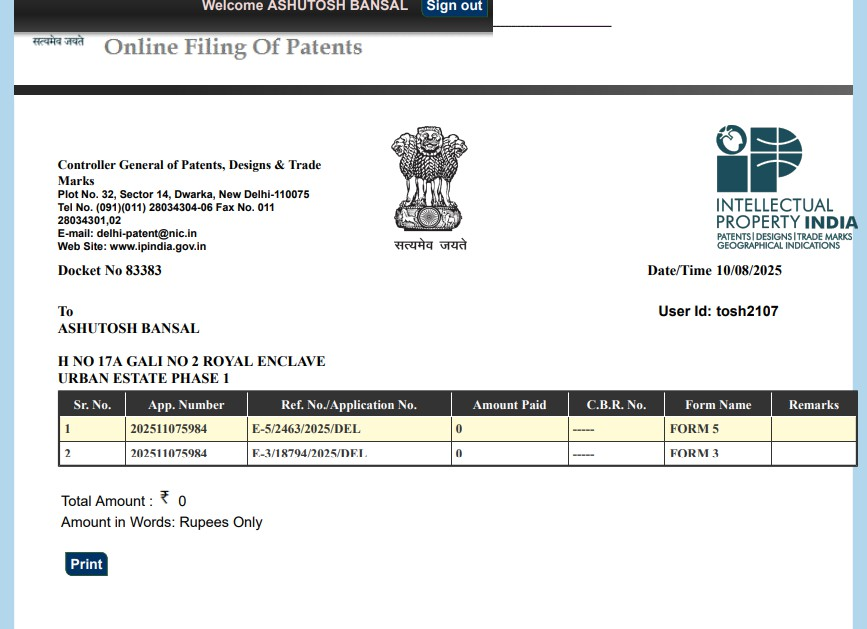 Welcome ASHUTOSH BANSAL Sign out
सत्यमेव जयते Online Filing Of Patents
Controller General of Patents, Designs & Trade
Marks
Plot No. 32, Sector 14, Dwarka, New Delhi-110075
Tel No. (091)(011) 28034304-06 Fax No. 011
28034301,02
E-mail: delhi-patent@nic.in
Web Site: www.ipindia.gov.in
सत्यमेव जयते
INTELLECTUAL
PROPERTY INDIA
PATENTS | DESIGNS | TRADE MARKS
GEOGRAPHICAL INDICATIONS
Docket No 83383 Date/Time 10/08/2025
To User Id: tosh2107
ASHUTOSH BANSAL
H NO 17A GALI NO 2 ROYAL ENCLAVE
URBAN ESTATE PHASE 1
Sr. No. App. Number Ref. No./Application No. Amount Paid C.B.R. No. Form Name Remarks
1 202511075984 E-5/2463/2025/DEL 0 ----- FORM 5
2 202511075984 E-3/18794/2025/DEL 0 ----- FORM 3
Total Amount : ₹ 0
Amount in Words: Rupees Only
Print